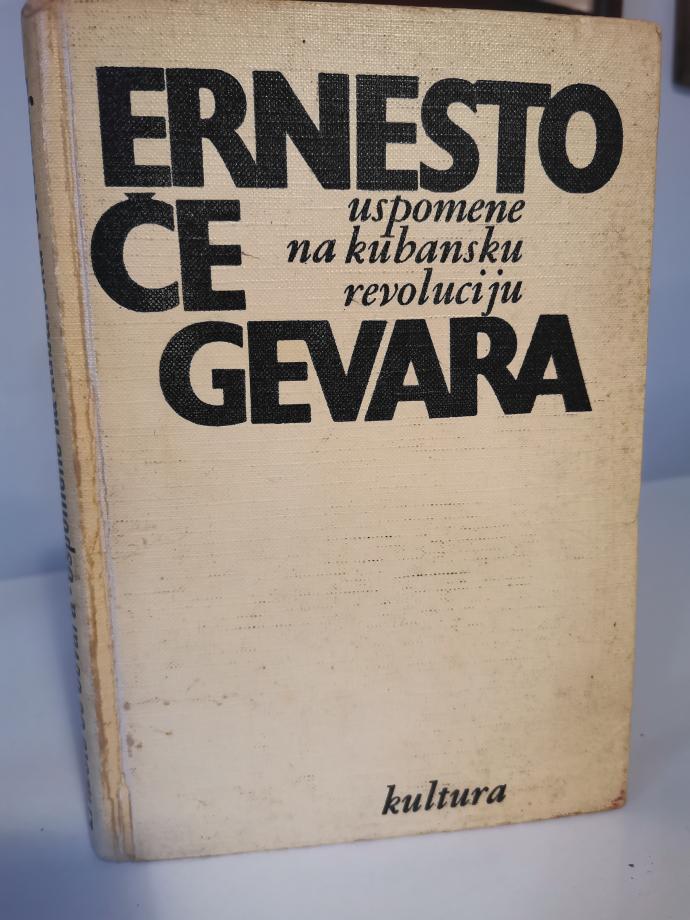 ERNESTO
ČE
uspomene
na kubansku
revoluciju
GEVARA
kultura